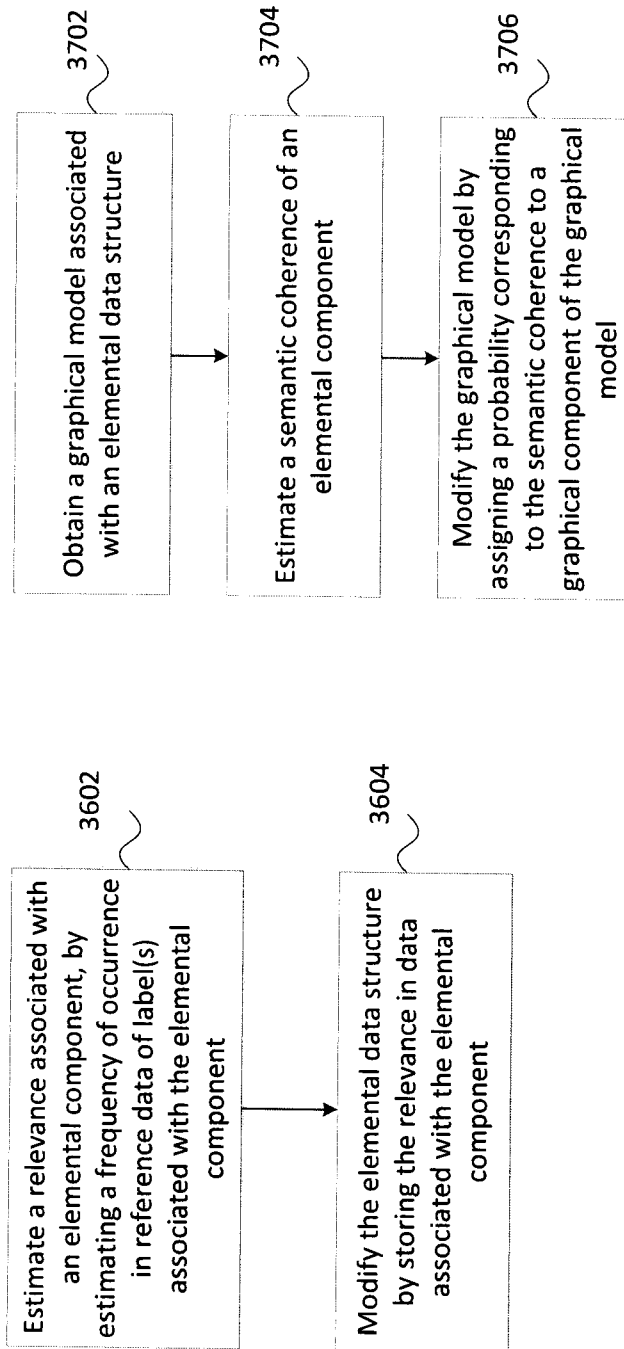 3602
Estimate a relevance associated with
an elemental component, by
estimating a frequency of occurrence
in reference data of label(s)
associated with the elemental
component
3604
Modify the elemental data structure
by storing the relevance in data
associated with the elemental
component
3702
Obtain a graphical model associated
with an elemental data structure
3704
Estimate a semantic coherence of an
elemental component
3706
Modify the graphical model by
assigning a probability corresponding
to the semantic coherence to a
graphical component of the graphical
model